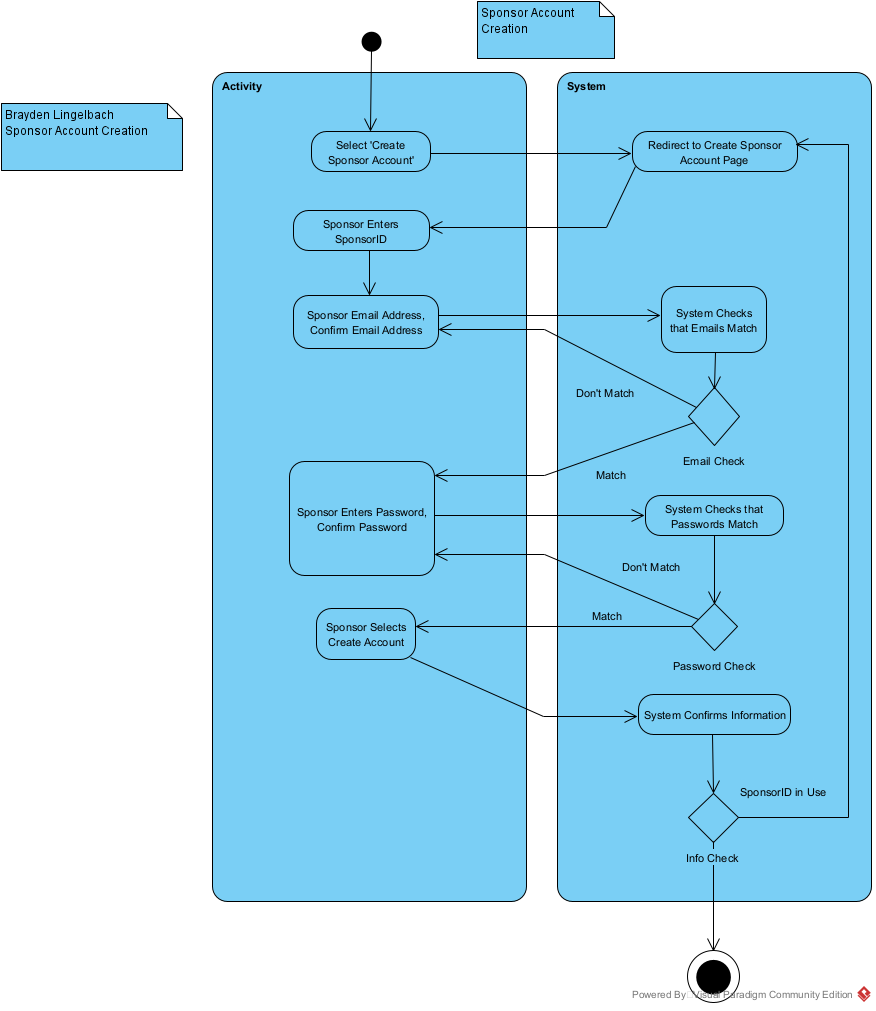 Sponsor Account
Creation
Brayden Lingelbach
Sponsor Account Creation
Activity
System
Select 'Create
Sponsor Account'
Redirect to Create Sponsor
Account Page
Sponsor Enters
SponsorID
Sponsor Email Address,
Confirm Email Address
System Checks
that Emails Match
Don't Match
Email Check
Match
Sponsor Enters Password,
Confirm Password
System Checks that
Passwords Match
Don't Match
Match
Sponsor Selects
Create Account
Password Check
System Confirms Information
SponsorID in Use
Info Check
Powered By Visual Paradigm Community Edition